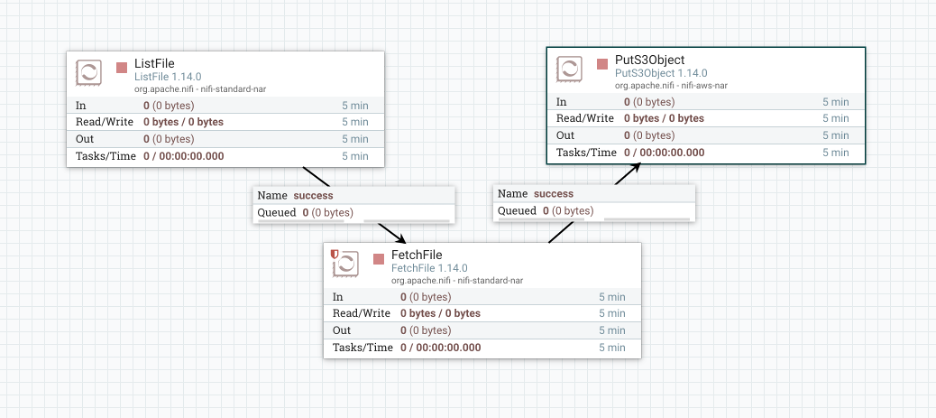 ListFile
ListFile 1.14.0
org.apache.nifi - nifi-standard-nar
In 0 (0 bytes) 5 min
Read/Write 0 bytes / 0 bytes 5 min
Out 0 (0 bytes) 5 min
Tasks/Time 0 / 00:00:00.000 5 min
PutS3Object
PutS3Object 1.14.0
org.apache.nifi - nifi-aws-nar
In 0 (0 bytes) 5 min
Read/Write 0 bytes / 0 bytes 5 min
Out 0 (0 bytes) 5 min
Tasks/Time 0 / 00:00:00.000 5 min
Name success
Queued 0 (0 bytes)
Name success
Queued 0 (0 bytes)
FetchFile
FetchFile 1.14.0
org.apache.nifi - nifi-standard-nar
In 0 (0 bytes) 5 min
Read/Write 0 bytes / 0 bytes 5 min
Out 0 (0 bytes) 5 min
Tasks/Time 0 / 00:00:00.000 5 min